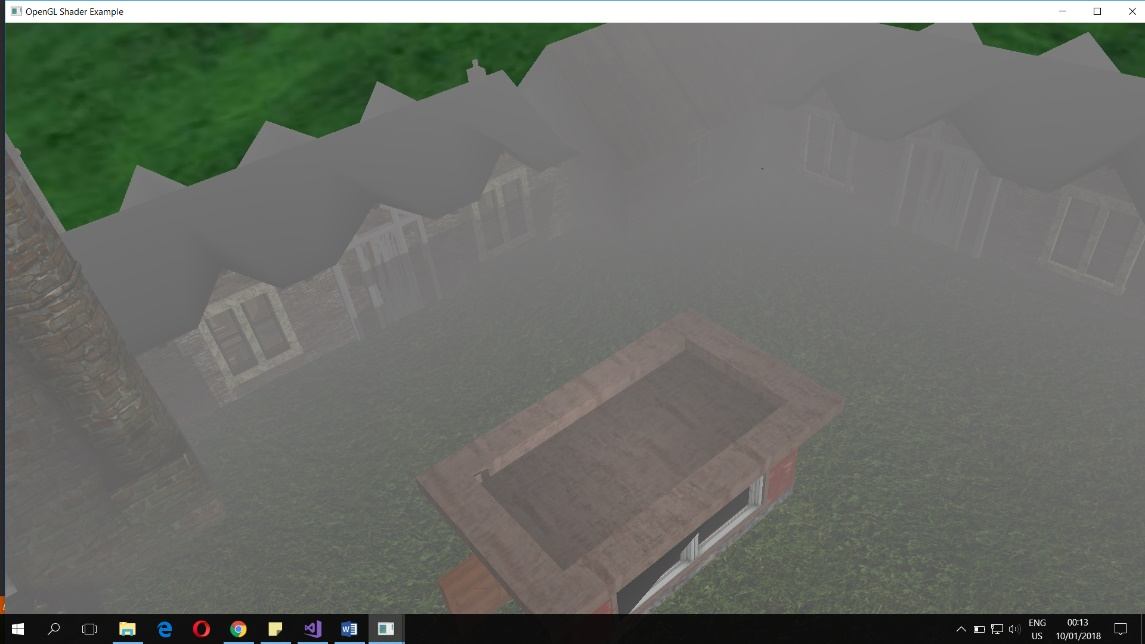 OpenGL Shader Example
ENG
US
00:13
10/01/2018